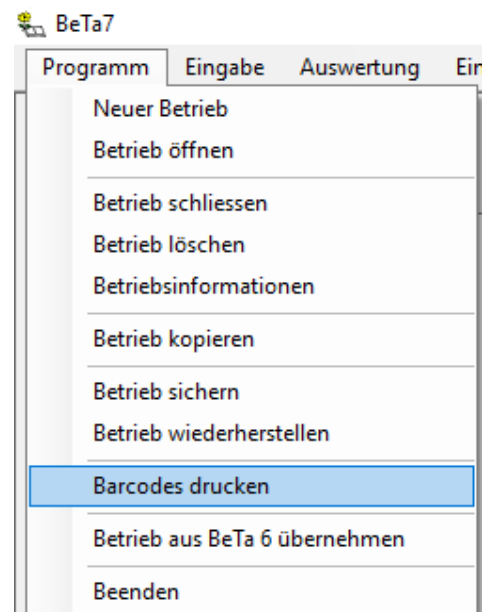 BeTa7
Programm Eingabe Auswertung Ein
Neuer Betrieb
Betrieb öffnen
Betrieb schliessen
Betrieb löschen
Betriebsinformationen
Betrieb kopieren
Betrieb sichern
Betrieb wiederherstellen
Barcodes drucken
Betrieb aus BeTa 6 übernehmen
Beenden